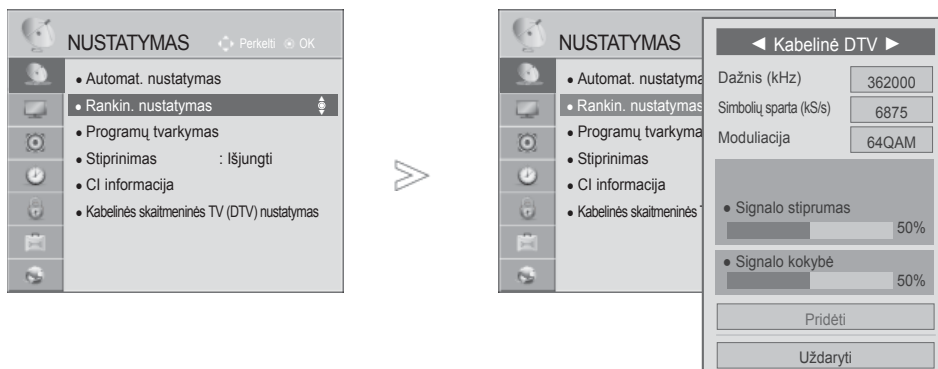 NUSTATYMAS Perkelti OK
• Automat. nustatymas
• Rankin. nustatymas
• Programų tvarkymas
• Stiprinimas : Išjungti
• CI informacija
• Kabelinės skaitmeninės TV (DTV) nustatymas
NUSTATYMAS
• Automat. nustatyma
• Rankin. nustatymas
• Programų tvarkyma
• Stiprinimas
• CI informacija
• Kabelinės skaitmeninės
◄ Kabelinė DTV ►
Dažnis (kHz) 362000
Simbolių sparta (kS/s) 6875
Moduliacija 64QAM
• Signalo stiprumas
50%
• Signalo kokybė
50%
Pridėti
Uždaryti